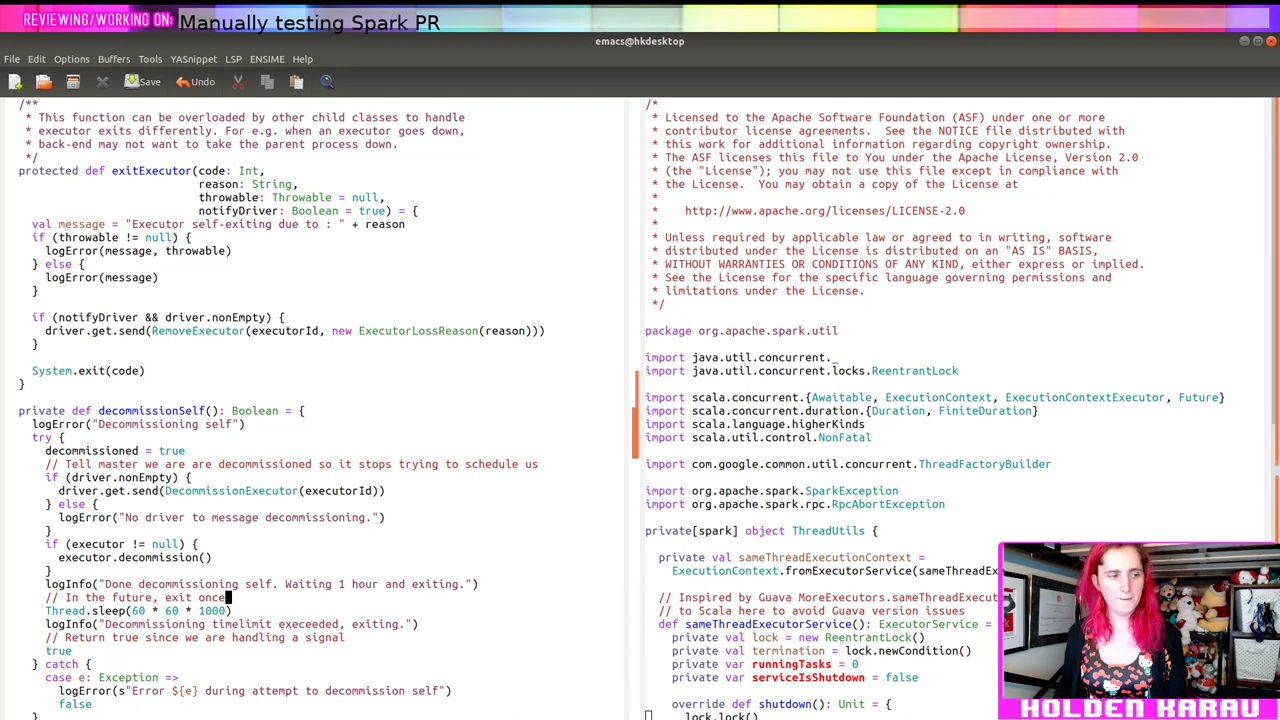 REVIEWING/WORKING ON: Manually testing Spark PR
emacs@hkdesktop
File Edit Options Buffers Tools YASnippet LSP ENSIME Help
Save Undo
/**
 * This function can be overloaded by other child classes to handle
 * executor exits differently. For e.g. when an executor goes down,
 * back-end may not want to take the parent process down.
 */
protected def exitExecutor(code: Int,
reason: String,
throwable: Throwable = null,
notifyDriver: Boolean = true) = {
val message = "Executor self-exiting due to : " + reason
if (throwable != null) {
logError(message, throwable)
} else {
logError(message)
}
if (notifyDriver && driver.nonEmpty) {
driver.get.send(RemoveExecutor(executorId, new ExecutorLossReason(reason)))
}
System.exit(code)
}
private def decommissionSelf(): Boolean = {
logError("Decommissioning self")
try {
decommissioned = true
// Tell master we are are decommissioned so it stops trying to schedule us
if (driver.nonEmpty) {
driver.get.send(DecommissionExecutor(executorId))
} else {
logError("No driver to message decommissioning.")
}
if (executor != null) {
executor.decommission()
}
logInfo("Done decommissioning self. Waiting 1 hour and exiting.")
// In the future, exit once
Thread.sleep(60 * 60 * 1000)
logInfo("Decommissioning timelimit execeeded, exiting.")
// Return true since we are handling a signal
true
} catch {
case e: Exception =>
logError(s"Error ${e} during attempt to decommission self")
false
}
/*
 * Licensed to the Apache Software Foundation (ASF) under one or more
 * contributor license agreements.  See the NOTICE file distributed with
 * this work for additional information regarding copyright ownership.
 * The ASF licenses this file to You under the Apache License, Version 2.0
 * (the "License"); you may not use this file except in compliance with
 * the License.  You may obtain a copy of the License at
 *
 *    http://www.apache.org/licenses/LICENSE-2.0
 *
 * Unless required by applicable law or agreed to in writing, software
 * distributed under the License is distributed on an "AS IS" BASIS,
 * WITHOUT WARRANTIES OR CONDITIONS OF ANY KIND, either express or implied.
 * See the License for the specific language governing permissions and
 * limitations under the License.
 */
package org.apache.spark.util
import java.util.concurrent._
import java.util.concurrent.locks.ReentrantLock
import scala.concurrent.{Awaitable, ExecutionContext, ExecutionContextExecutor, Future}
import scala.concurrent.duration.{Duration, FiniteDuration}
import scala.language.higherKinds
import scala.util.control.NonFatal
import com.google.common.util.concurrent.ThreadFactoryBuilder
import org.apache.spark.SparkException
import org.apache.spark.rpc.RpcAbortException
private[spark] object ThreadUtils {
private val sameThreadExecutionContext =
ExecutionContext.fromExecutorService(sameThreadEx
// Inspired by Guava MoreExecutors.sameThreadExecut
// to Scala here to avoid Guava version issues
def sameThreadExecutorService(): ExecutorService =
private val lock = new ReentrantLock()
private val termination = lock.newCondition()
private var runningTasks = 0
private var serviceIsShutdown = false
override def shutdown(): Unit = {
lock.lock()
HOLDEN KARAU